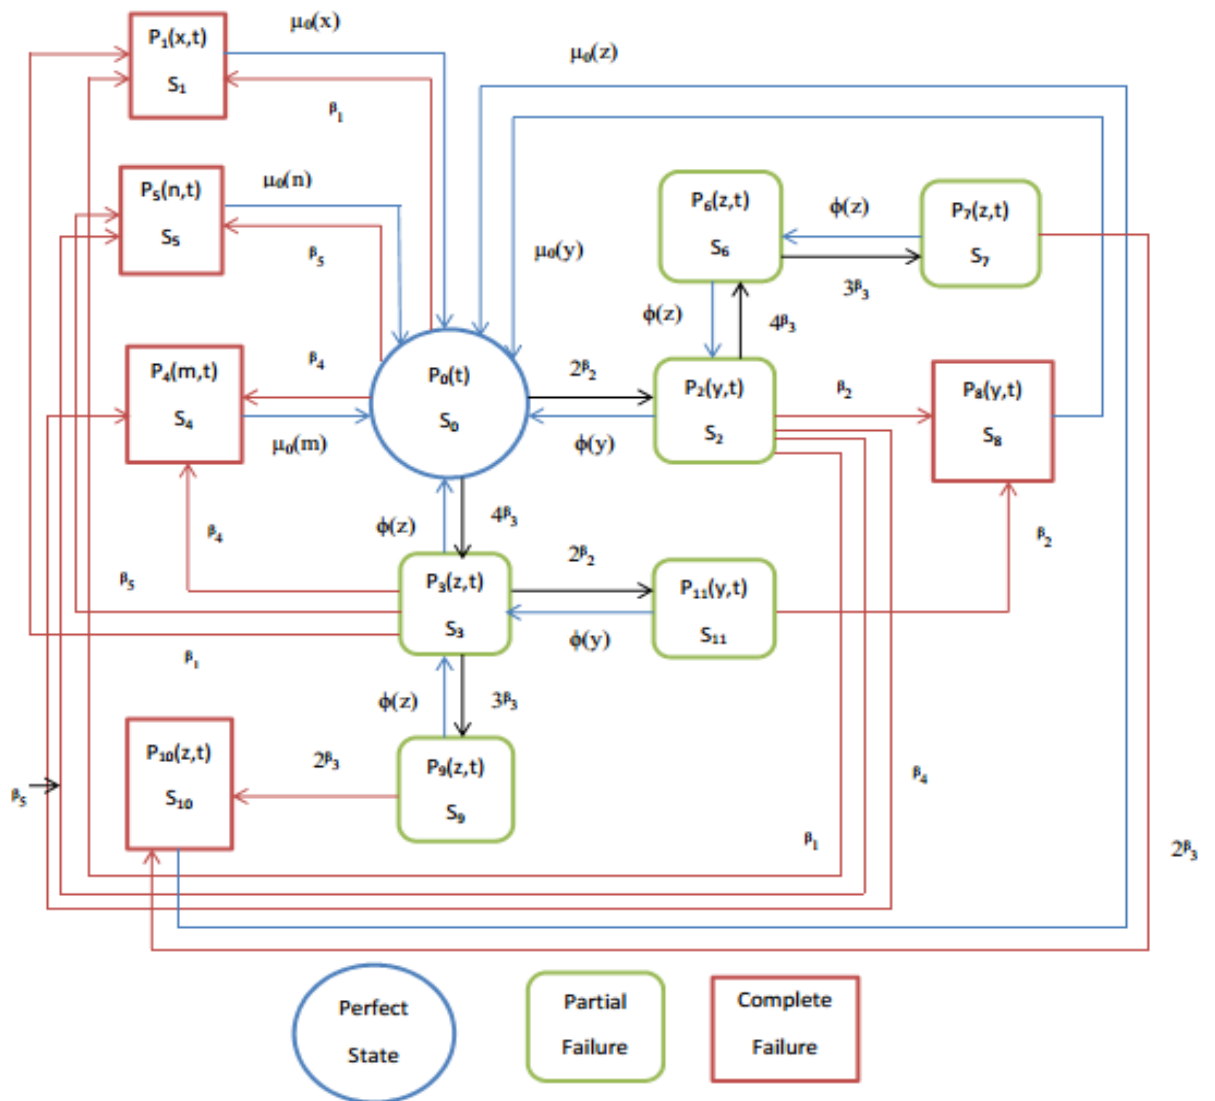 P₁(x,t)
S₁
μ₀(x)
β₁
μ₀(z)
P₅(n,t)
S₅
μ₀(n)
β₅
μ₀(y)
P₆(z,t)
S₆
ϕ(z)
3β₃
P₇(z,t)
S₇
ϕ(z)
4β₃
P₄(m,t)
S₄
β₄
μ₀(m)
P₀(t)
S₀
2β₂
ϕ(y)
P₂(y,t)
S₂
β₂
P₈(y,t)
S₈
ϕ(z)
4β₃
β₄
β₅
β₁
P₃(z,t)
S₃
2β₂
ϕ(y)
P₁₁(y,t)
S₁₁
β₂
ϕ(z)
3β₃
P₁₀(z,t)
S₁₀
2β₃
P₉(z,t)
S₉
β₅
β₄
β₁
2β₃
Perfect
State
Partial
Failure
Complete
Failure